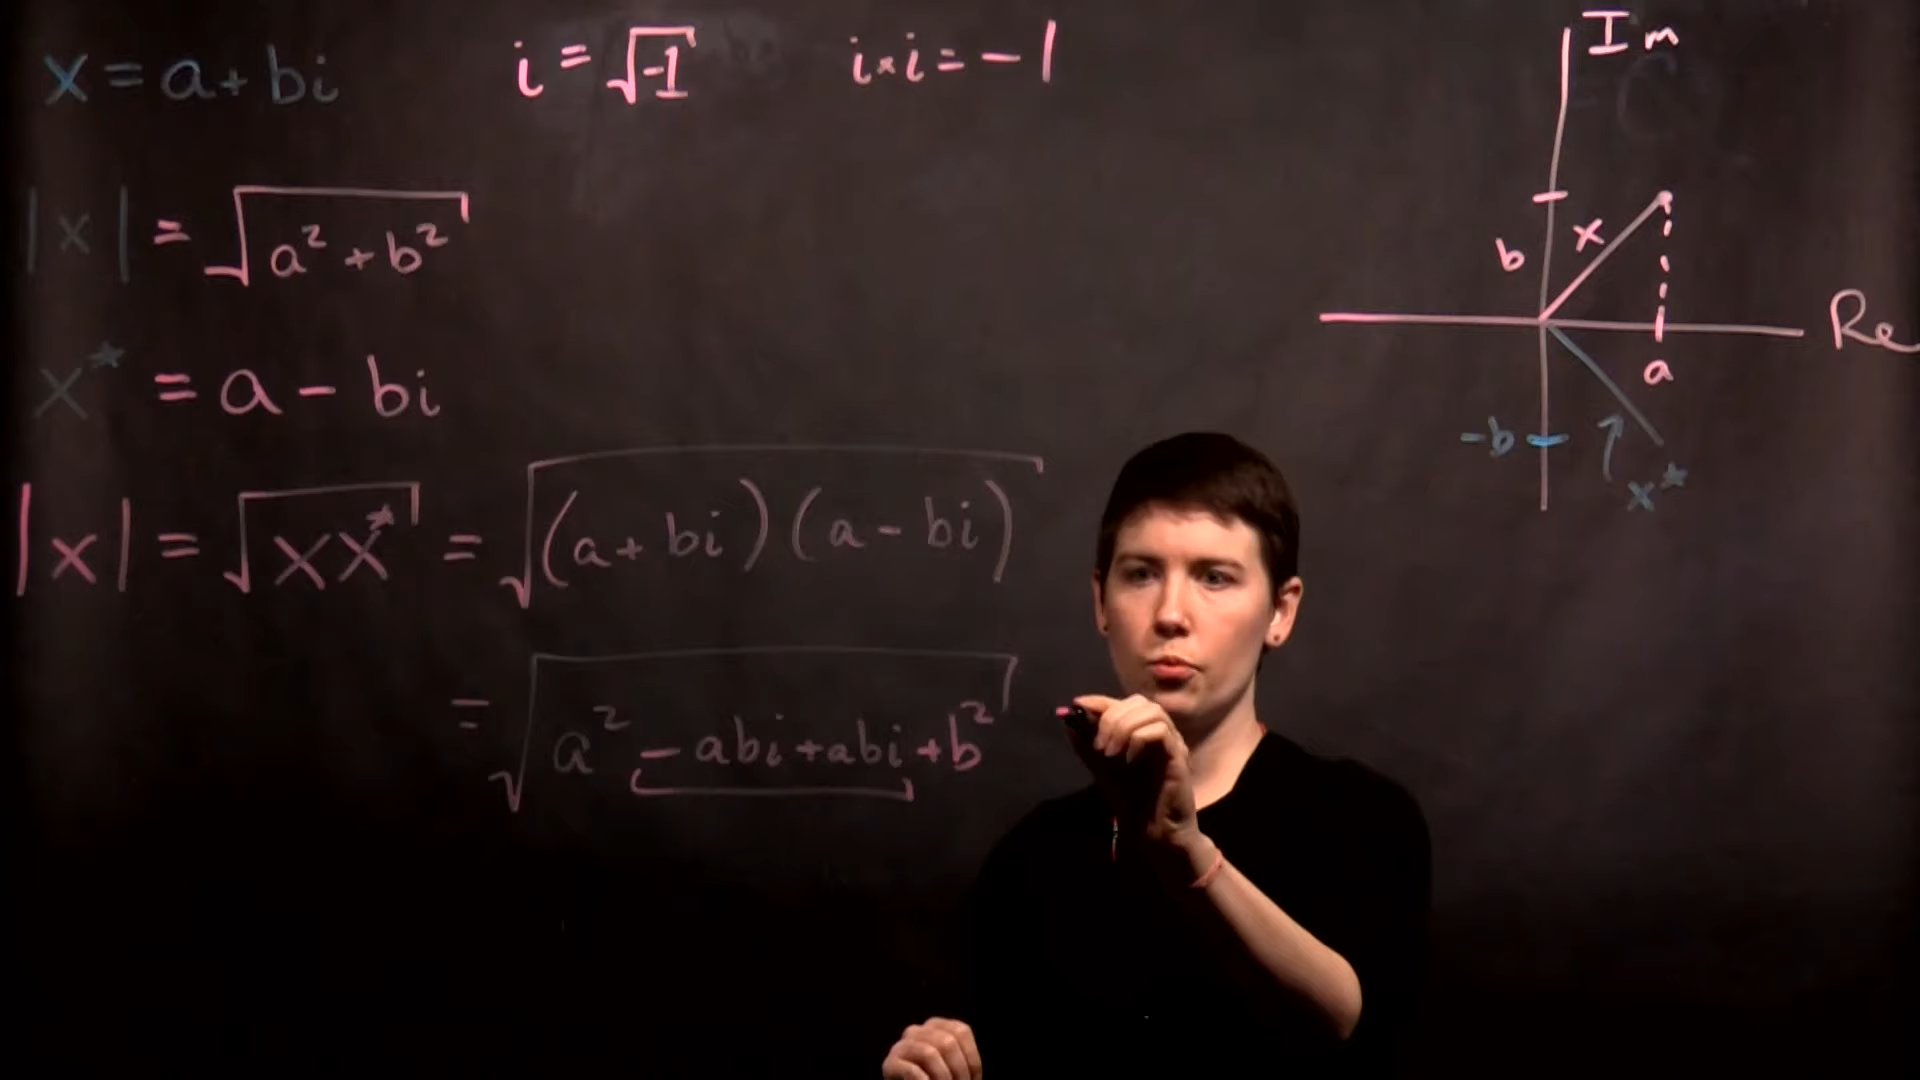 x = a + bi
i = √-1
i × i = -1
|x| = √a² + b²
x* = a - bi
|x| = √xx* = √(a + bi)(a - bi)
= √a² - abi + abi + b²
Im
b
x
Re
a
-b
x*